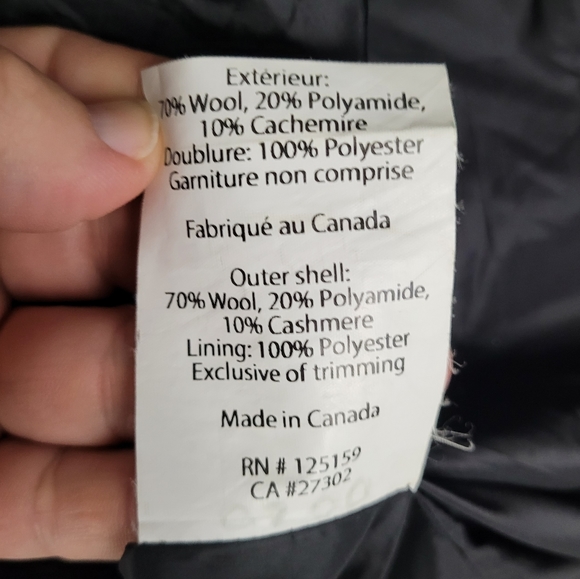 Extérieur:
70% Wool, 20% Polyamide,
10% Cachemire
Doublure: 100% Polyester
Garniture non comprise
Fabriqué au Canada
Outer shell:
70% Wool, 20% Polyamide,
10% Cashmere
Lining: 100% Polyester
Exclusive of trimming
Made in Canada
RN # 125159
CA #27302